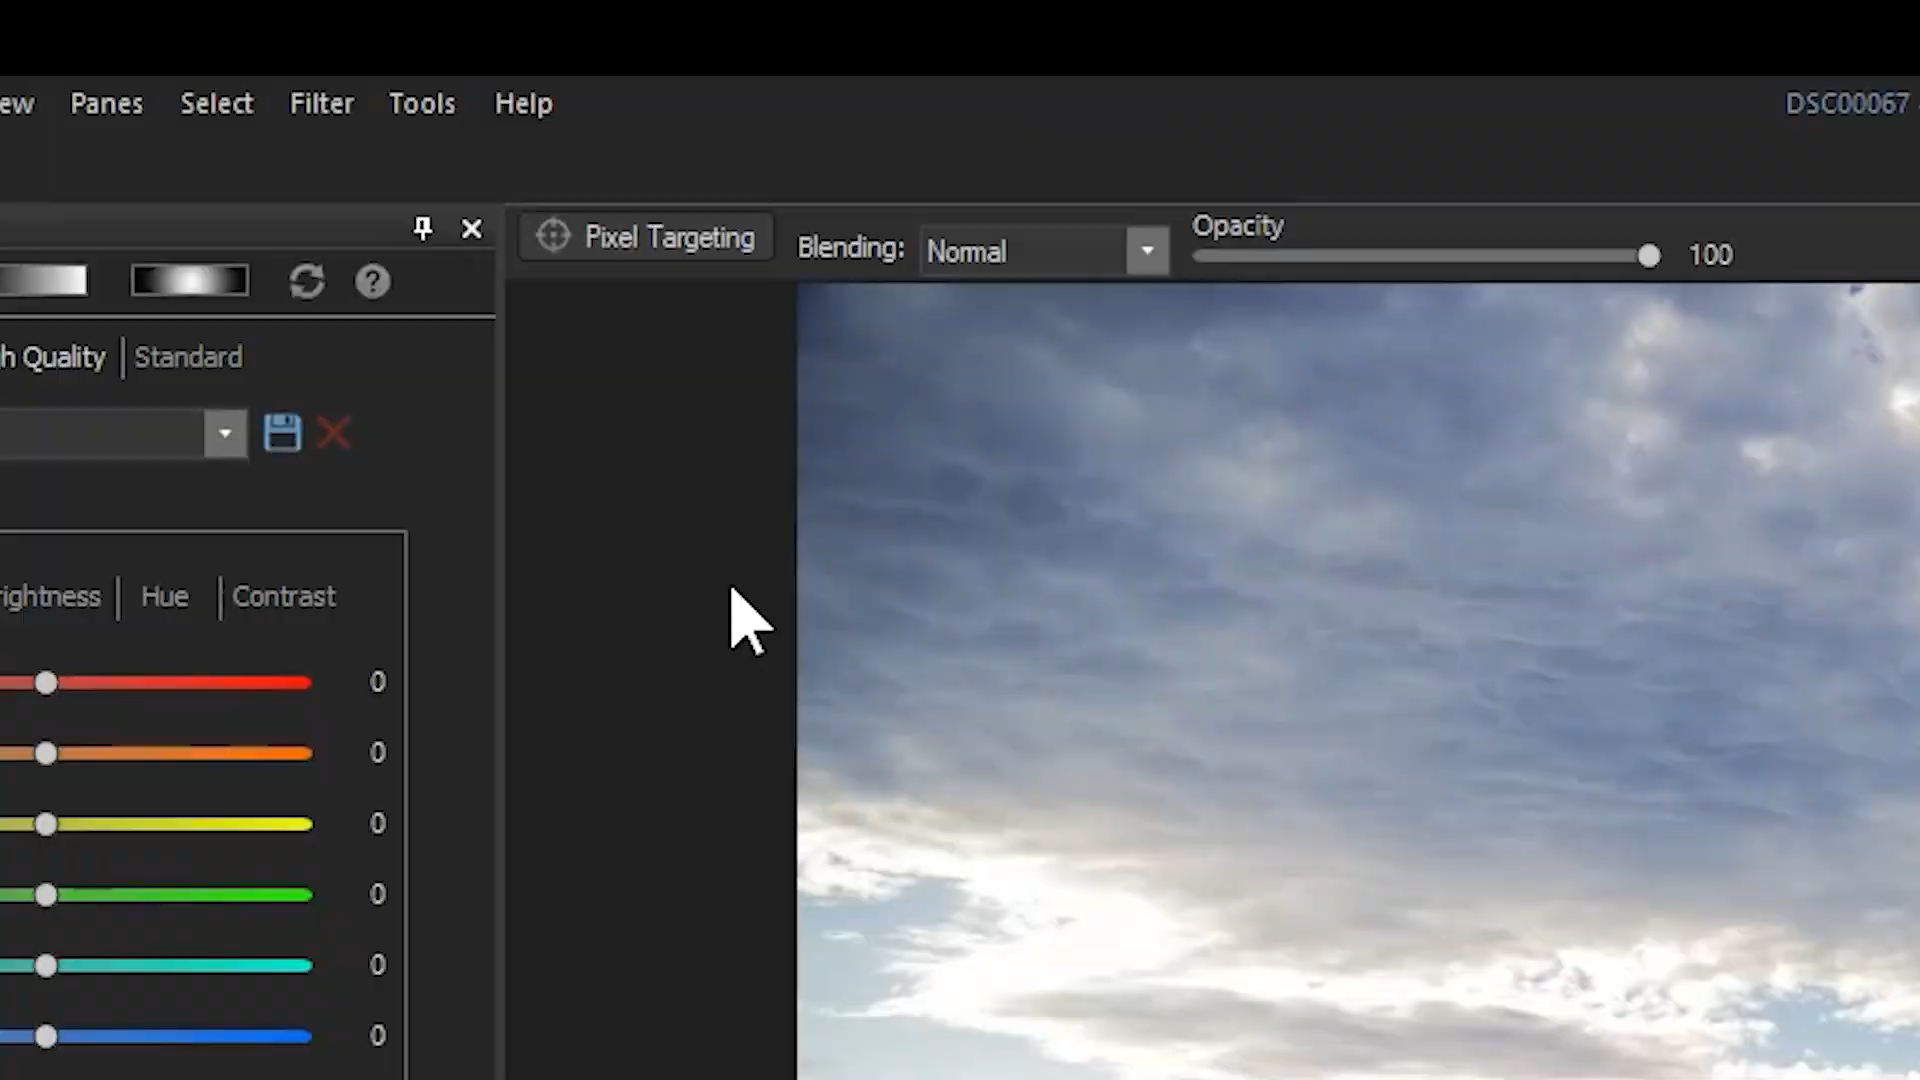 ew Panes Select Filter Tools Help DSC00067
Pixel Targeting Blending: Normal Opacity 100
h Quality | Standard
rightness | Hue | Contrast
0
0
0
0
0
0